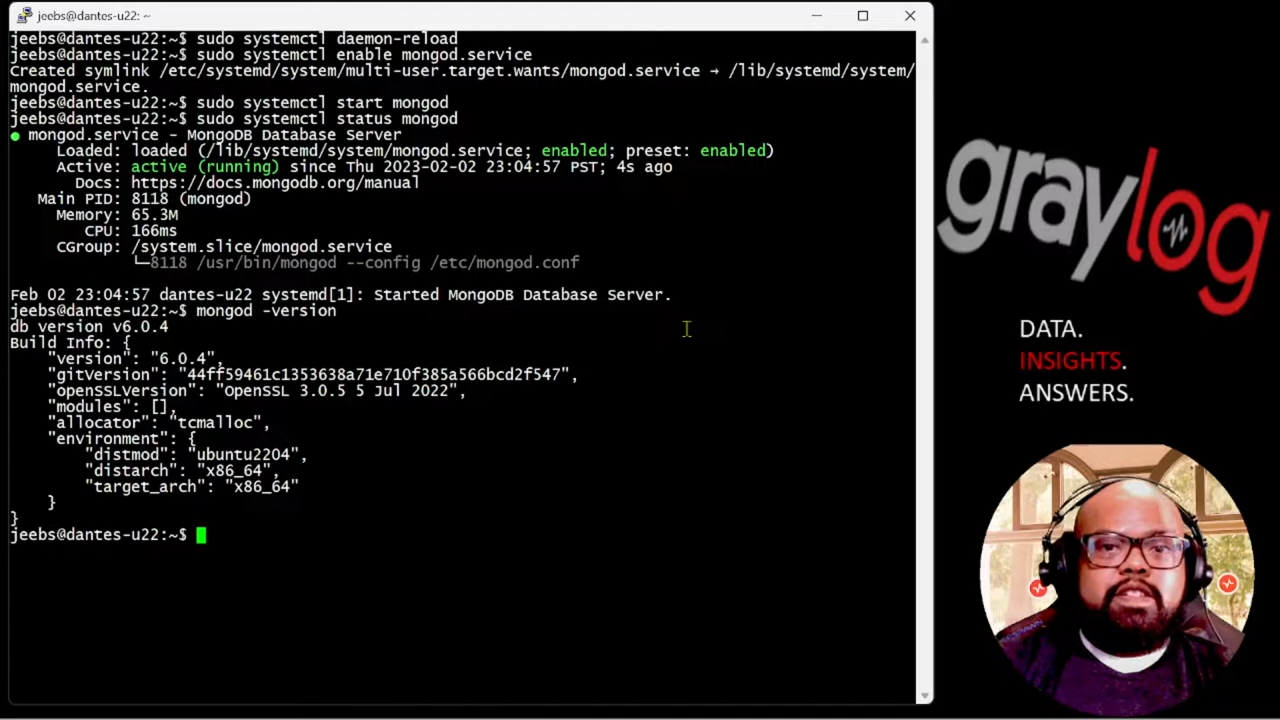 jeebs@dantes-u22: ~
jeebs@dantes-u22:~$ sudo systemctl daemon-reload
jeebs@dantes-u22:~$ sudo systemctl enable mongod.service
Created symlink /etc/systemd/system/multi-user.target.wants/mongod.service → /lib/systemd/system/
mongod.service.
jeebs@dantes-u22:~$ sudo systemctl start mongod
jeebs@dantes-u22:~$ sudo systemctl status mongod
● mongod.service - MongoDB Database Server
Loaded: loaded (/lib/systemd/system/mongod.service; enabled; preset: enabled)
Active: active (running) since Thu 2023-02-02 23:04:57 PST; 4s ago
Docs: https://docs.mongodb.org/manual
Main PID: 8118 (mongod)
Memory: 65.3M
CPU: 166ms
CGroup: /system.slice/mongod.service
└─8118 /usr/bin/mongod --config /etc/mongod.conf
Feb 02 23:04:57 dantes-u22 systemd[1]: Started MongoDB Database Server.
jeebs@dantes-u22:~$ mongod -version
db version v6.0.4
Build Info: {
"version": "6.0.4",
"gitVersion": "44ff59461c1353638a71e710f385a566bcd2f547",
"openSSLVersion": "OpenSSL 3.0.5 5 Jul 2022",
"modules": [],
"allocator": "tcmalloc",
"environment": {
"distmod": "ubuntu2204",
"distarch": "x86_64",
"target_arch": "x86_64"
}
}
jeebs@dantes-u22:~$
graylog
DATA.
INSIGHTS.
ANSWERS.